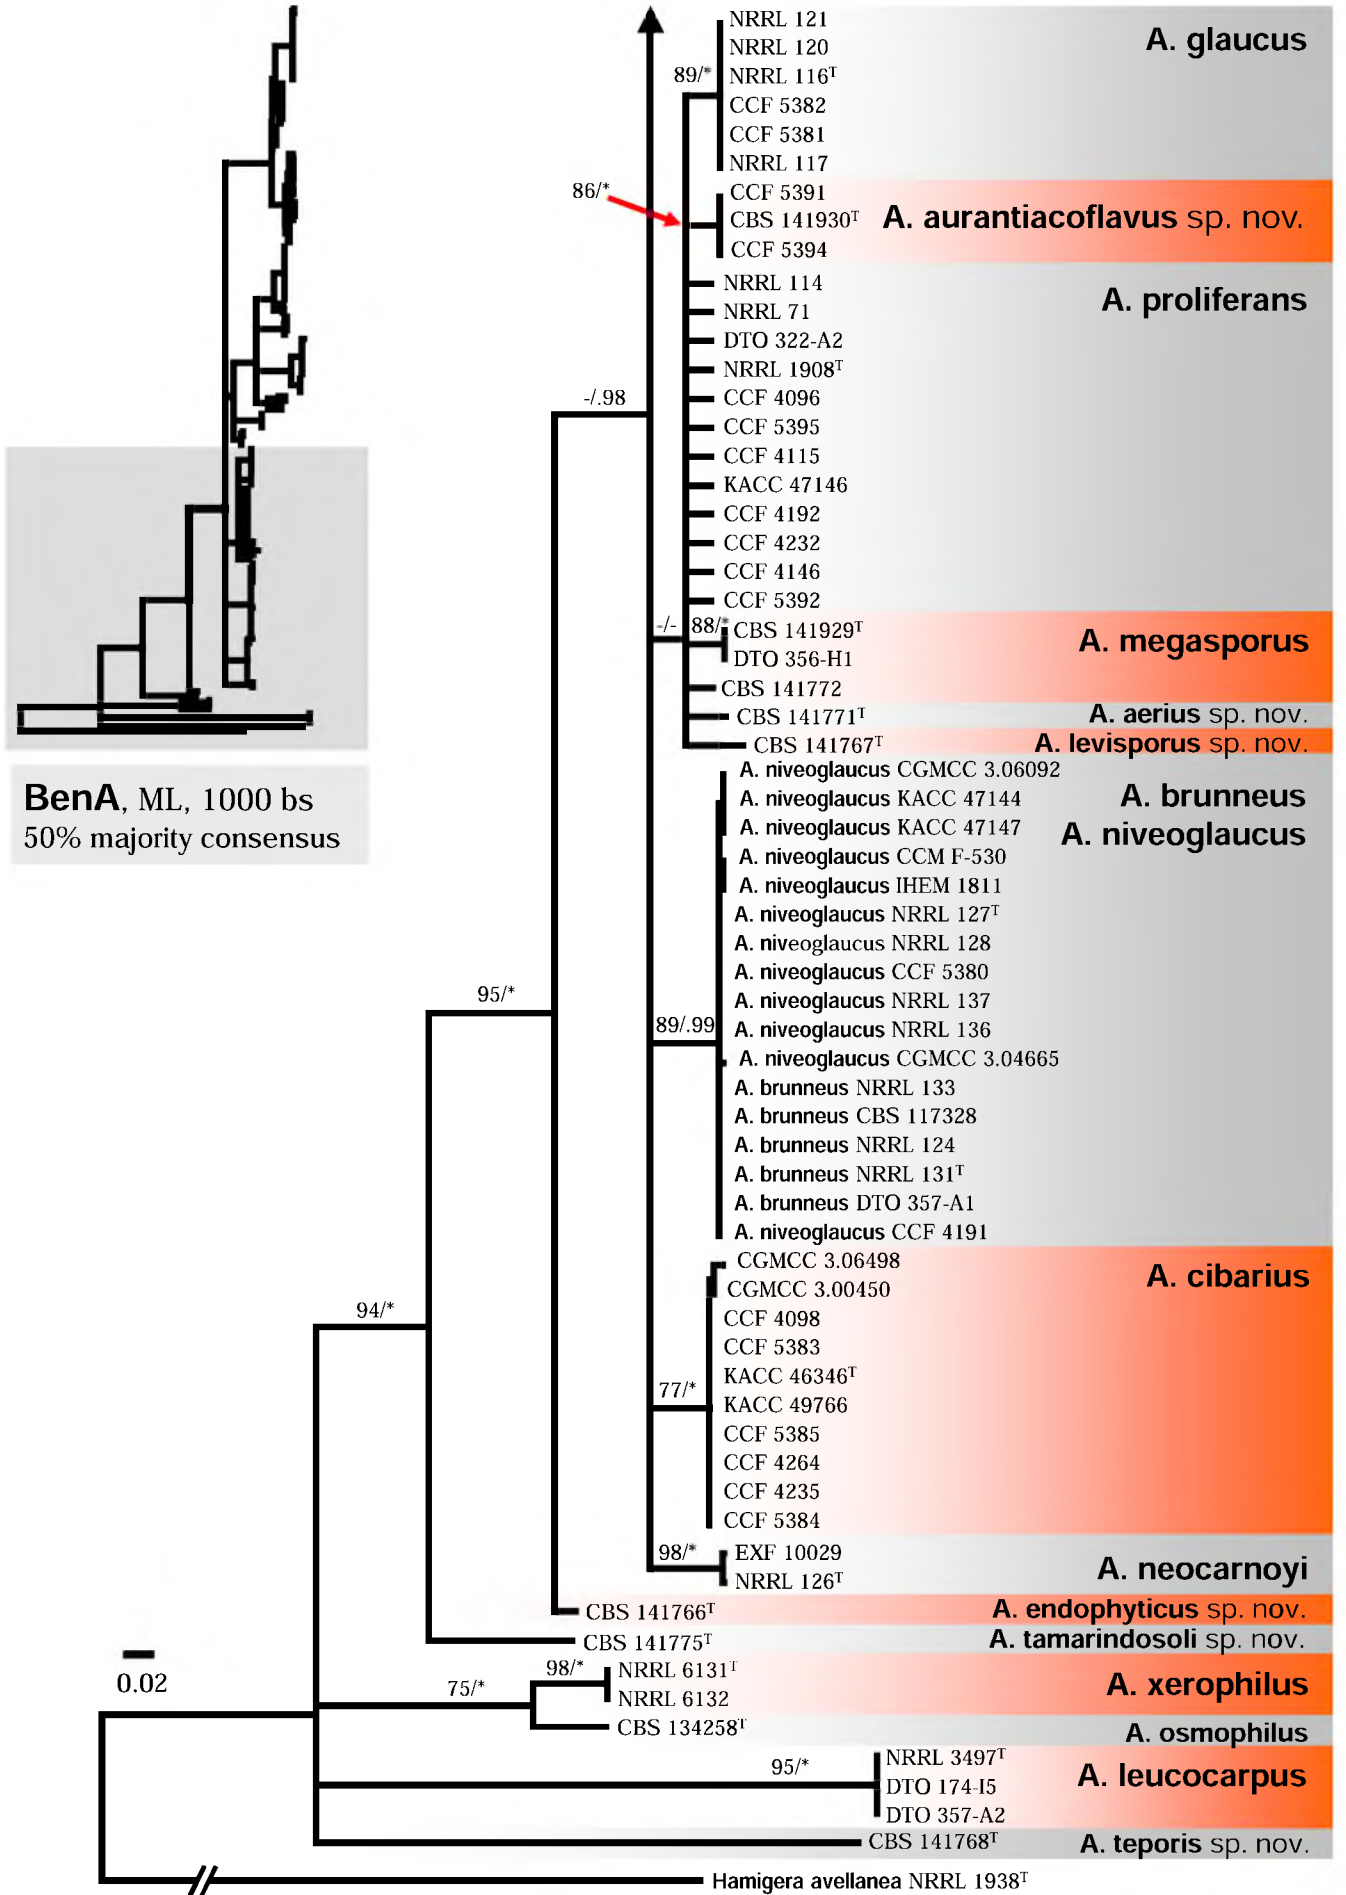 NRRL 121
NRRL 120
89/* NRRL 116T
CCF 5382
CCF 5381
NRRL 117
A. glaucus
86/*
CCF 5391
CBS 141930T
CCF 5394
A. aurantiacoflavus sp. nov.
NRRL 114
NRRL 71
DTO 322-A2
NRRL 1908T
CCF 4096
CCF 5395
CCF 4115
KACC 47146
CCF 4192
CCF 4232
CCF 4146
CCF 5392
A. proliferans
-/.98
-/-
88/*
CBS 141929T
DTO 356-H1
CBS 141772
A. megasporus
CBS 141771T
A. aerius sp. nov.
CBS 141767T
A. levisporus sp. nov.
BenA, ML, 1000 bs
50% majority consensus
A. niveoglaucus CGMCC 3.06092
A. niveoglaucus KACC 47144
A. niveoglaucus KACC 47147
A. niveoglaucus CCM F-530
A. niveoglaucus IHEM 1811
A. niveoglaucus NRRL 127T
A. niveoglaucus NRRL 128
A. niveoglaucus CCF 5380
A. niveoglaucus NRRL 137
A. niveoglaucus NRRL 136
A. niveoglaucus CGMCC 3.04665
A. brunneus NRRL 133
A. brunneus CBS 117328
A. brunneus NRRL 124
A. brunneus NRRL 131T
A. brunneus DTO 357-A1
A. niveoglaucus CCF 4191
A. brunneus
A. niveoglaucus
95/*
89/.99
CGMCC 3.06498
CGMCC 3.00450
CCF 4098
CCF 5383
KACC 46346T
KACC 49766
CCF 5385
CCF 4264
CCF 4235
CCF 5384
A. cibarius
94/*
77/*
98/*
EXF 10029
NRRL 126T
A. neocarnoyi
CBS 141766T
A. endophyticus sp. nov.
CBS 141775T
A. tamarindosoli sp. nov.
0.02
75/*
98/*
NRRL 6131T
NRRL 6132
A. xerophilus
CBS 134258T
A. osmophilus
95/*
NRRL 3497T
DTO 174-I5
DTO 357-A2
A. leucocarpus
CBS 141768T
A. teporis sp. nov.
Hamigera avellanea NRRL 1938T